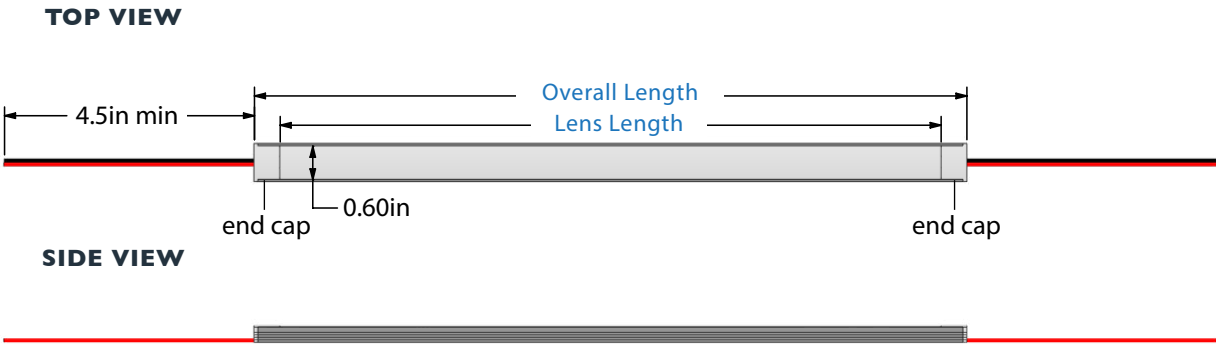 TOP VIEW
Overall Length
4.5in min
Lens Length
0.60in
end cap
end cap
SIDE VIEW